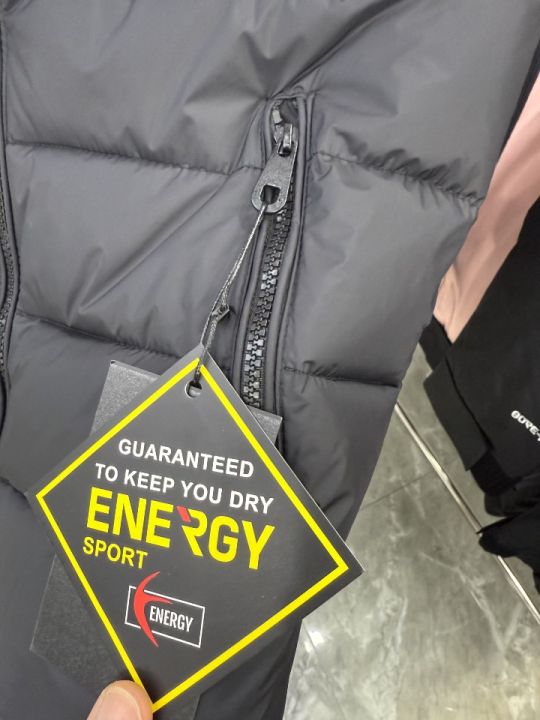 GUARANTEED
TO KEEP YOU DRY
ENERGY
SPORT
ENERGY